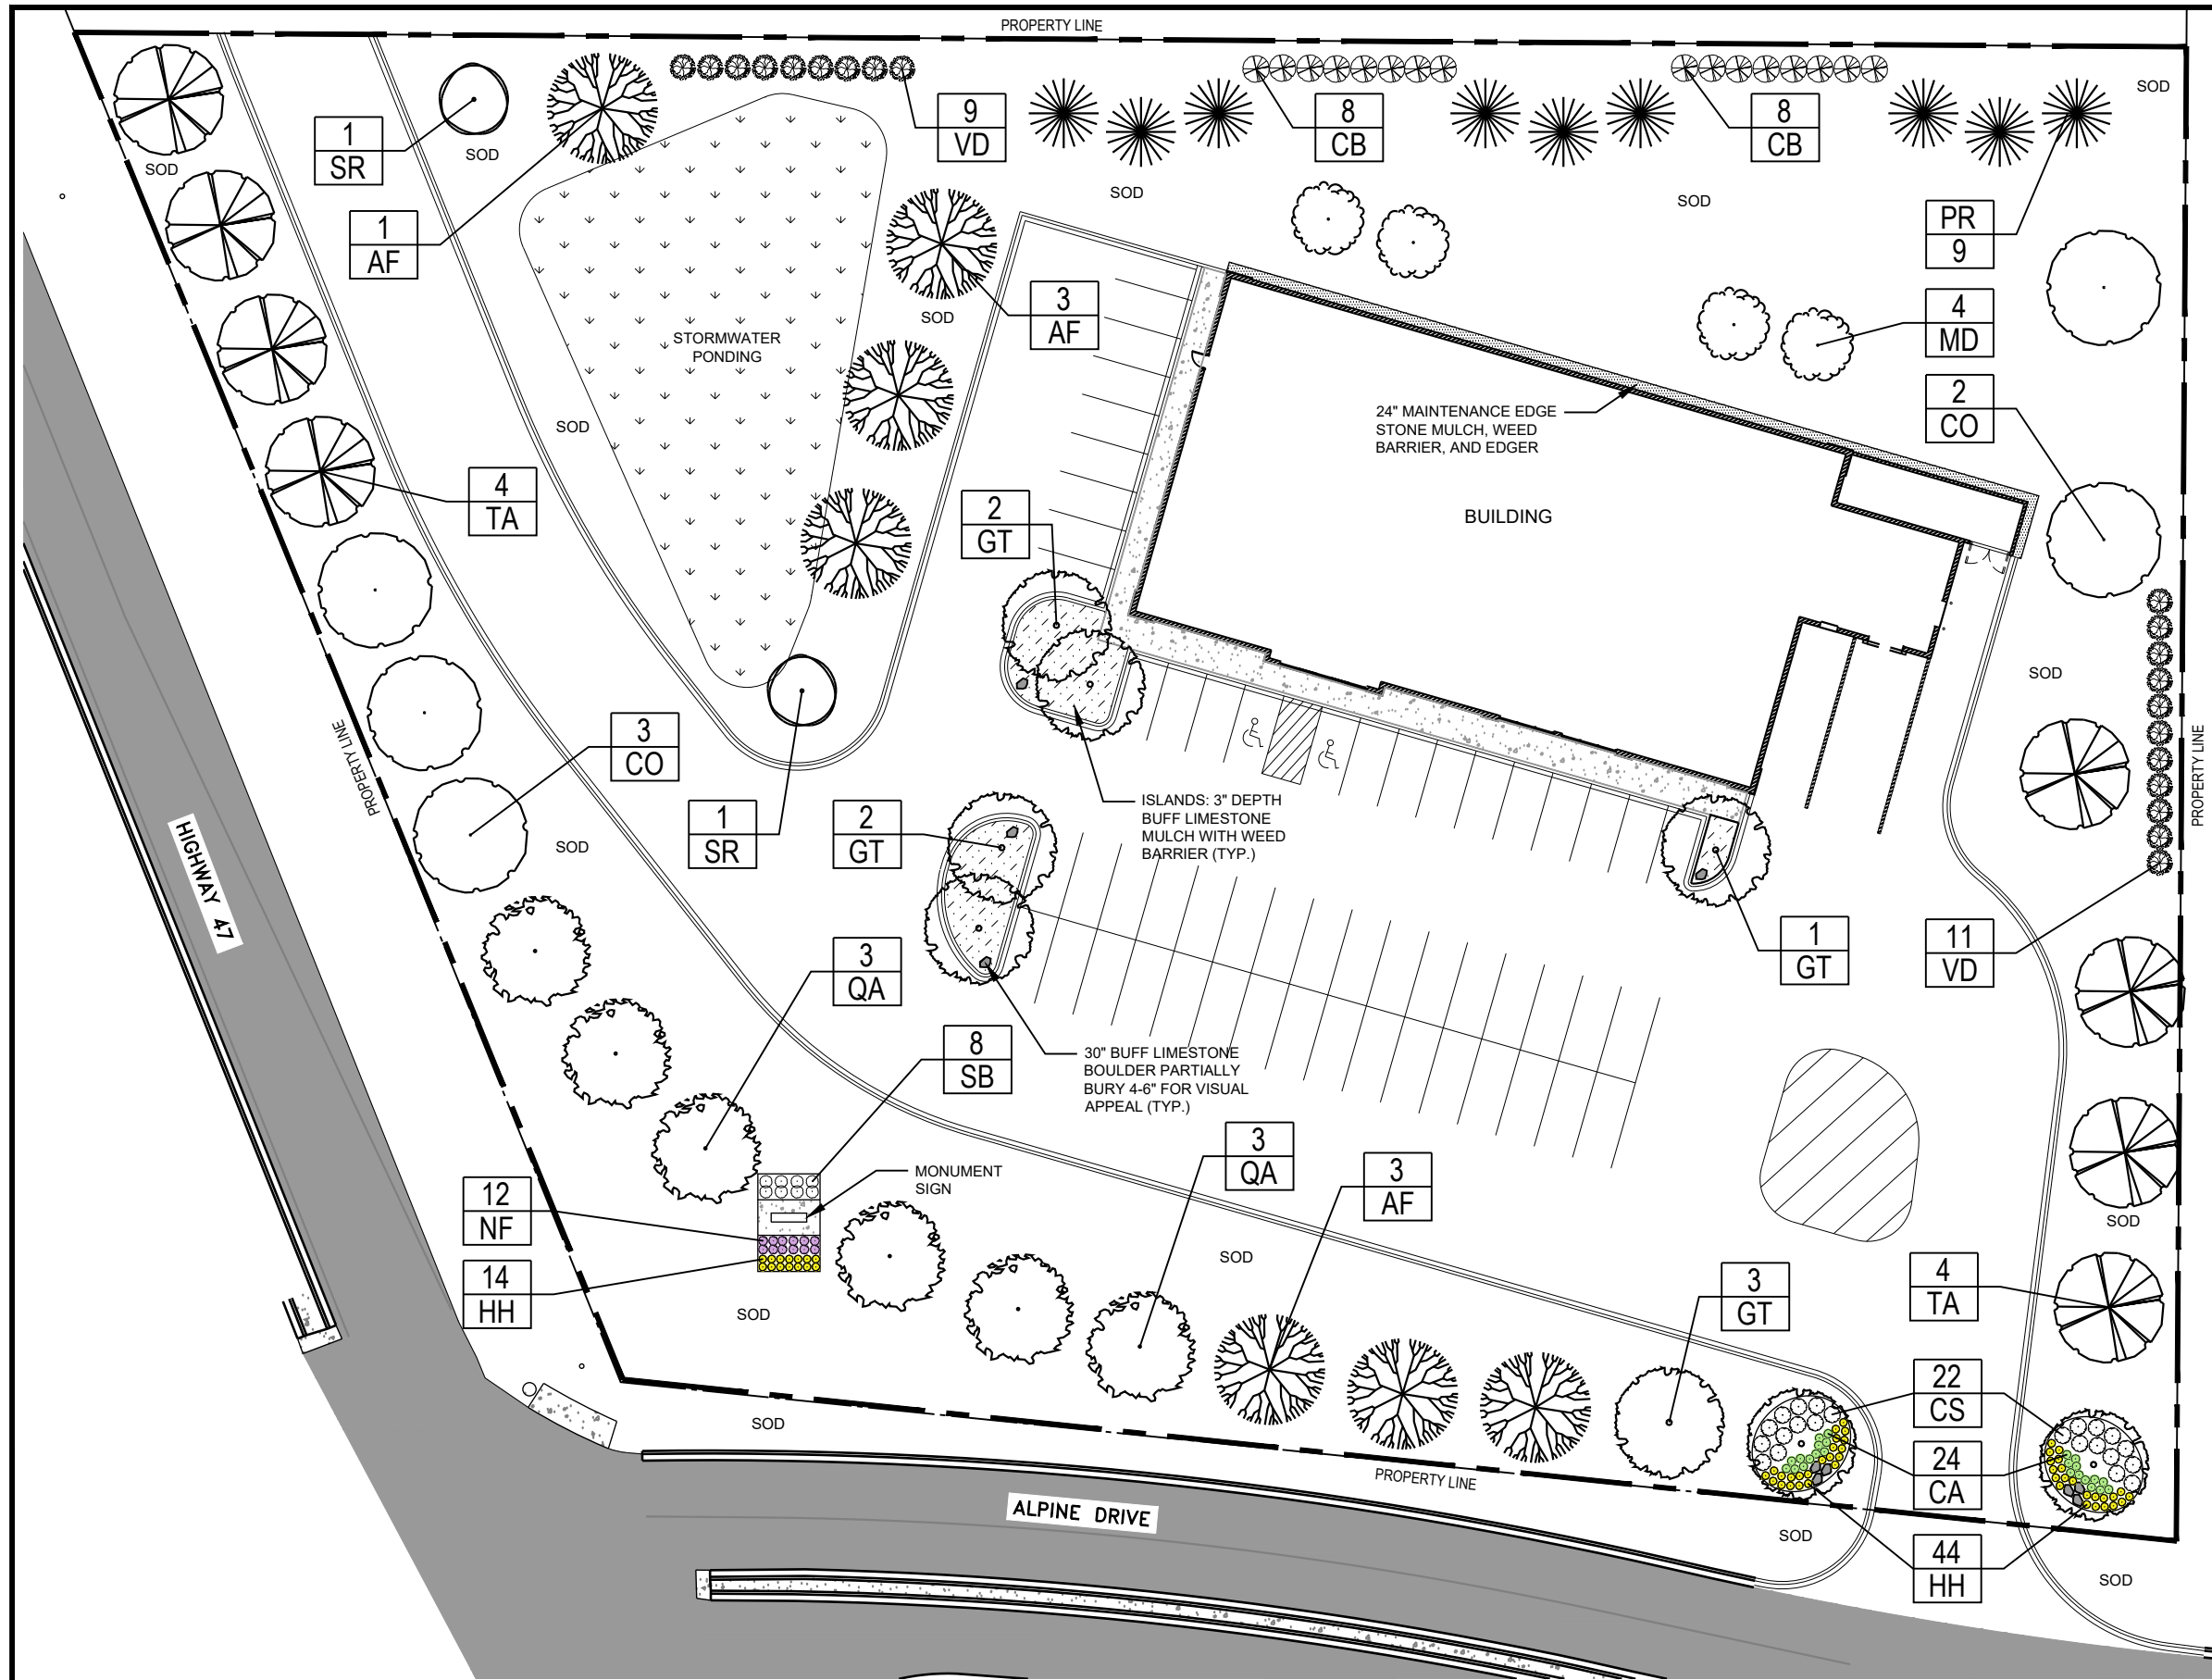 PROPERTY LINE
SOD
9
VD
8
CB
8
CB
1
SR
SOD
SOD
SOD
SOD
1
AF
PR
9
3
AF
SOD
4
MD
STORMWATER
PONDING
2
CO
24" MAINTENANCE EDGE
STONE MULCH, WEED
BARRIER, AND EDGER
SOD
4
TA
2
GT
BUILDING
SOD
3
CO
PROPERTY LINE
PROPERTY LINE
1
SR
2
GT
ISLANDS: 3" DEPTH
BUFF LIMESTONE
MULCH WITH WEED
BARRIER (TYP.)
SOD
HIGHWAY 47
1
GT
11
VD
3
QA
8
SB
30" BUFF LIMESTONE
BOULDER PARTIALLY
BURY 4-6" FOR VISUAL
APPEAL (TYP.)
3
QA
3
AF
MONUMENT
SIGN
12
NF
SOD
SOD
14
HH
SOD
3
GT
4
TA
22
CS
SOD
24
CA
PROPERTY LINE
ALPINE DRIVE
SOD
44
HH
SOD